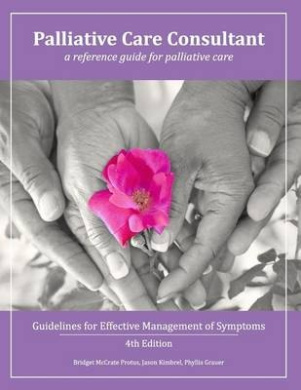 Palliative Care Consultant
a reference guide for palliative care
Guidelines for Effective Management of Symptoms
4th Edition
Bridget McCrate Protus, Jason Kimbrel, Phyllis Grauer